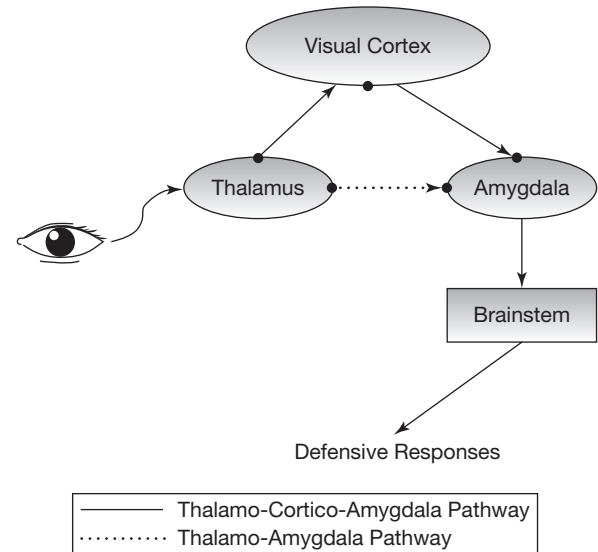 Visual Cortex
Thalamus
Amygdala
Brainstem
Defensive Responses
Thalamo-Cortico-Amygdala Pathway
Thalamo-Amygdala Pathway